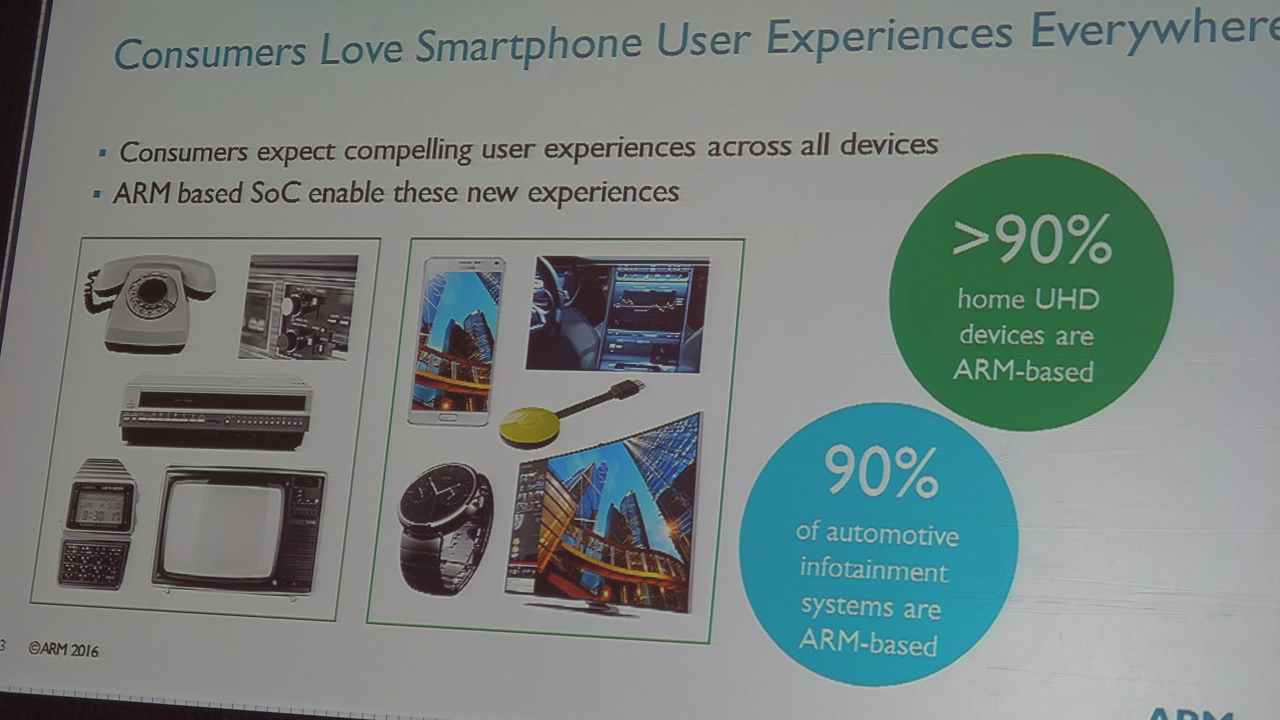 Consumers Love Smartphone User Experiences Everywhere
▪ Consumers expect compelling user experiences across all devices
▪ ARM based SoC enable these new experiences
>90%
home UHD
devices are
ARM-based
90%
of automotive
infotainment
systems are
ARM-based
3 ©ARM 2016
ARM